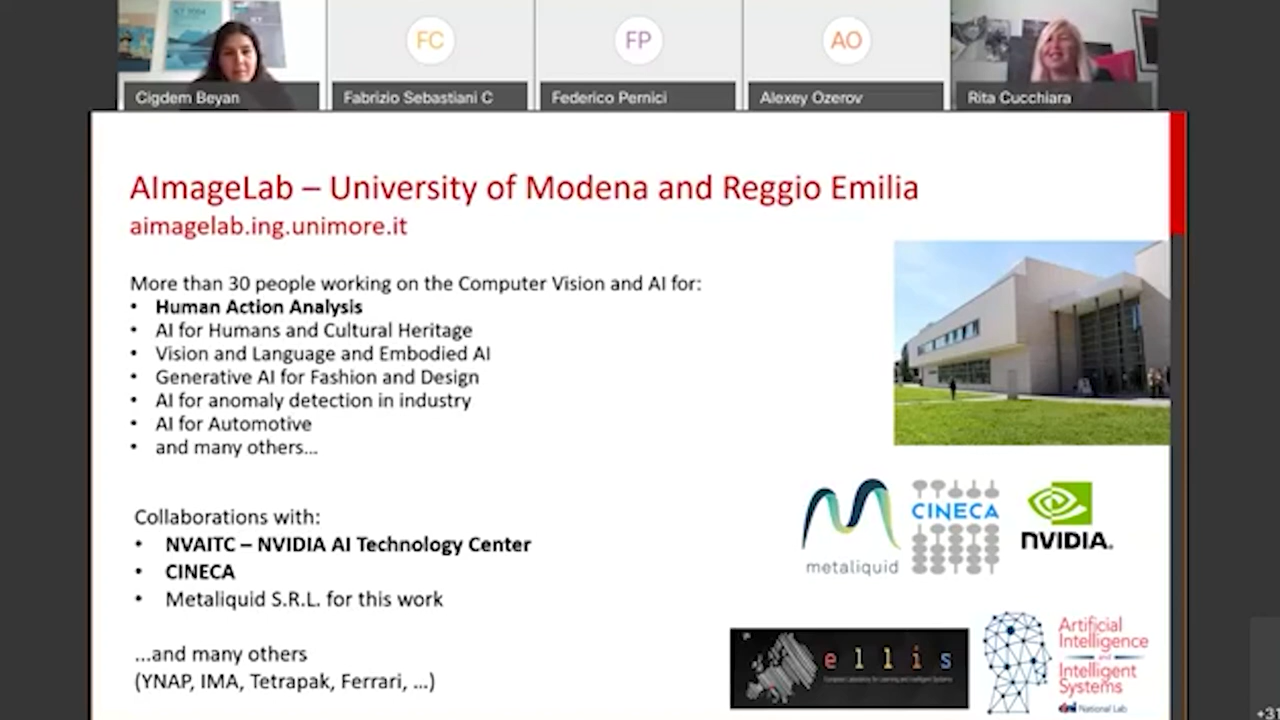 ICT
FC
FP
AO
Cigdem Beyan
Fabrizio Sebastiani C
Federico Pernici
Alexey Ozerov
Rita Cucchiara
AImageLab – University of Modena and Reggio Emilia
aimagelab.ing.unimore.it
More than 30 people working on the Computer Vision and AI for:
• Human Action Analysis
• AI for Humans and Cultural Heritage
• Vision and Language and Embodied AI
• Generative AI for Fashion and Design
• AI for anomaly detection in industry
• AI for Automotive
• and many others...
Collaborations with:
• NVAITC – NVIDIA AI Technology Center
• CINECA
• Metaliquid S.R.L. for this work
...and many others
(YNAP, IMA, Tetrapak, Ferrari, ...)
metaliquid
CINECA
NVIDIA.
ellis
European Laboratory for Learning and Intelligent Systems
Artificial
Intelligence
and
Intelligent
Systems
National Lab